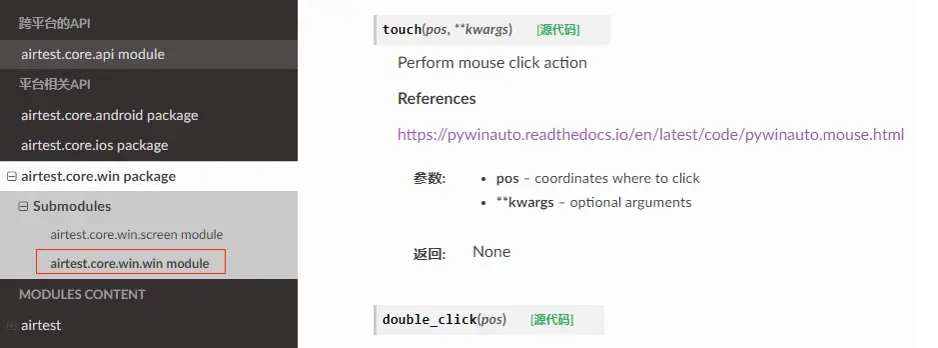 跨平台的API
airtest.core.api module
平台相关API
airtest.core.android package
airtest.core.ios package
airtest.core.win package
Submodules
airtest.core.win.screen module
airtest.core.win.win module
MODULES CONTENT
airtest
touch(pos, **kwargs) [源代码]
Perform mouse click action
References
https://pywinauto.readthedocs.io/en/latest/code/pywinauto.mouse.html
参数:
• pos – coordinates where to click
• **kwargs – optional arguments
返回: None
double_click(pos) [源代码]